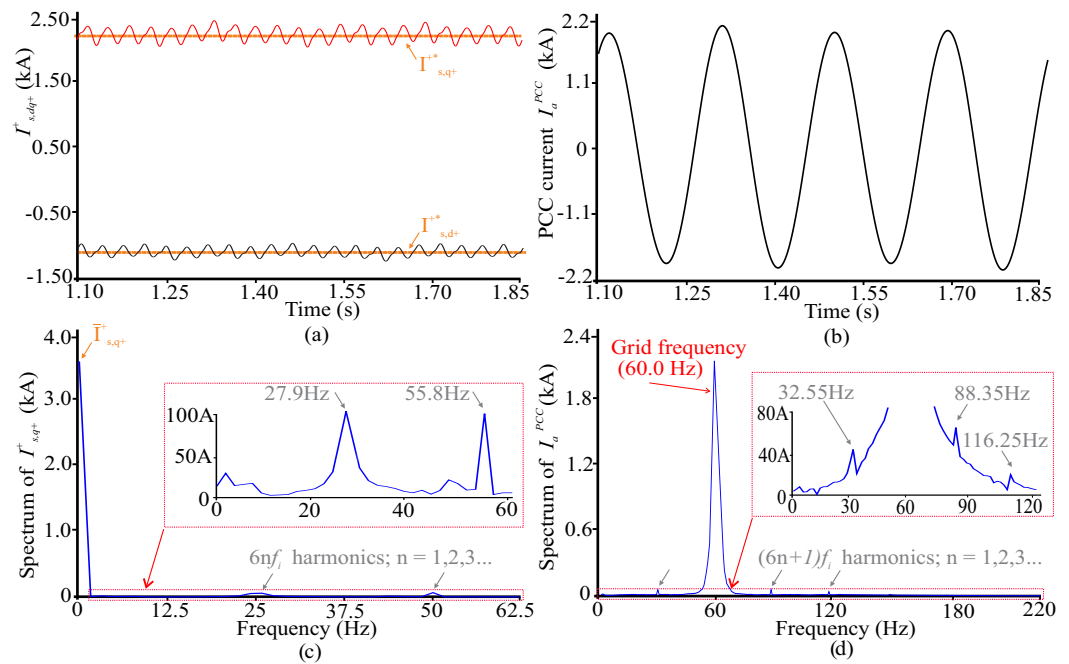 2.50
1.50
0.50
-0.50
-1.50
I⁺s,dq+ (kA)
I⁺*s,q+
I⁺*s,d+
1.10 1.25 1.40 1.55 1.70 1.85
Time (s)
(a)
2.2
1.1
0
-1.1
-2.2
PCC current IaPCC (kA)
1.10 1.25 1.40 1.55 1.70 1.85
Time (s)
(b)
4.0
3.0
2.0
1.0
0
Spectrum of I⁺s,q+ (kA)
Ī⁺s,q+
27.9Hz 55.8Hz
100A
50A
0
0 20 40 60
6nfi harmonics; n = 1,2,3...
0 12.5 25 37.5 50 62.5
Frequency (Hz)
(c)
2.4
1.8
1.2
0.6
0
Spectrum of IaPCC (kA)
Grid frequency
(60.0 Hz)
32.55Hz 88.35Hz
116.25Hz
80A
40A
0
0 30 60 90 120
(6n+1)fi harmonics; n = 1,2,3...
0 60 120 180 220
Frequency (Hz)
(d)